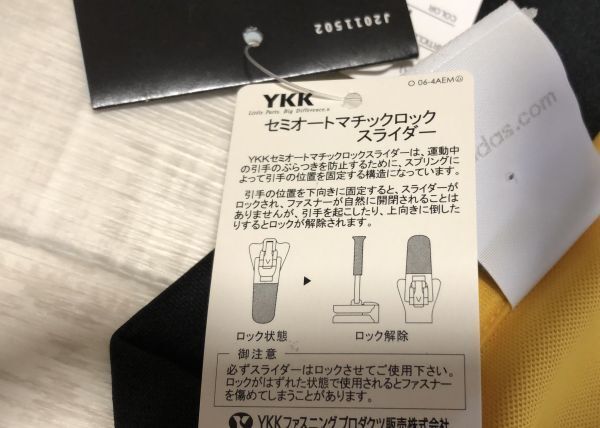 J2011502
COLOR
O 06-4AEM
YKK
Little Parts. Big Difference.
セミオートマチックロック
スライダー
YKKセミオートマチックロックスライダーは、運動中
の引手のぶらつきを防止するために、スプリングに
よって引手の位置を固定する構造になっています。
引手の位置を下向きに固定すると、スライダーが
ロックされ、ファスナーが自然に開閉されることは
ありませんが、引手を起こしたり、上向きに倒した
りするとロックが解除されます。
ロック状態
ロック解除
御注意
必ずスライダーはロックさせてご使用下さい。
ロックがはずれた状態で使用されるとファスナー
を傷めてしまうことがあります。
YKKファスニングプロダクツ販売株式会社
das.com